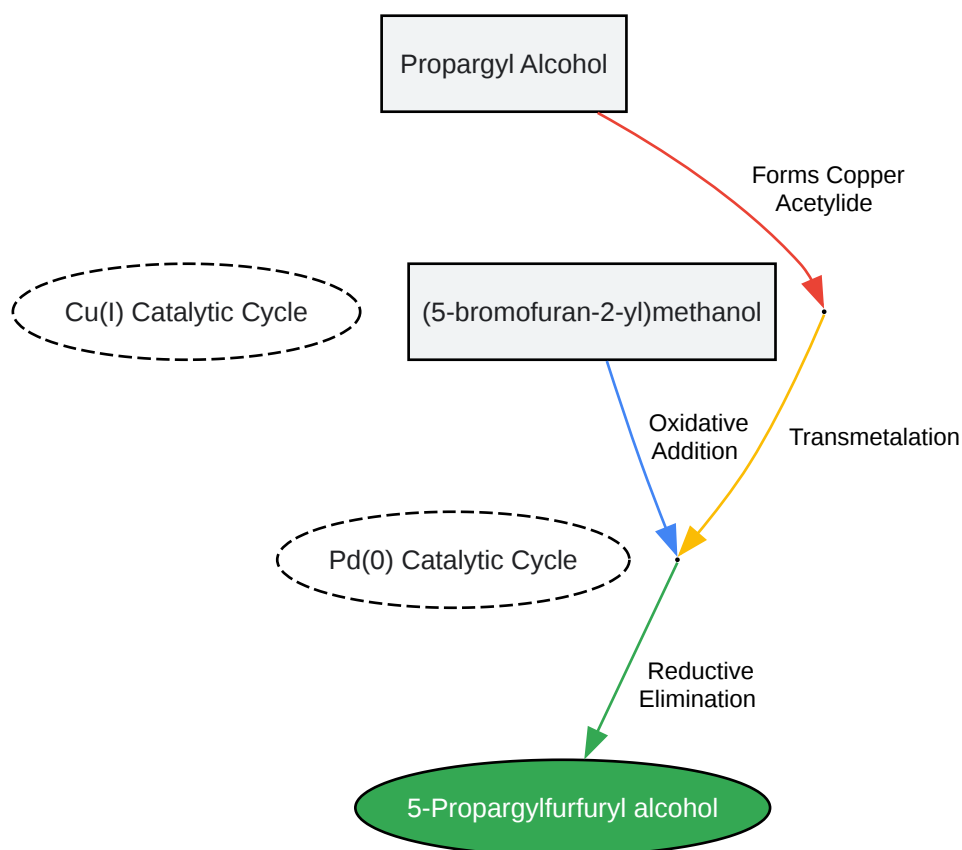 Propargyl Alcohol
Forms Copper
Acetylide
Cu(I) Catalytic Cycle
(5-bromofuran-2-yl)methanol
Oxidative
Addition
Transmetalation
Pd(0) Catalytic Cycle
Reductive
Elimination
5-Propargylfurfuryl alcohol